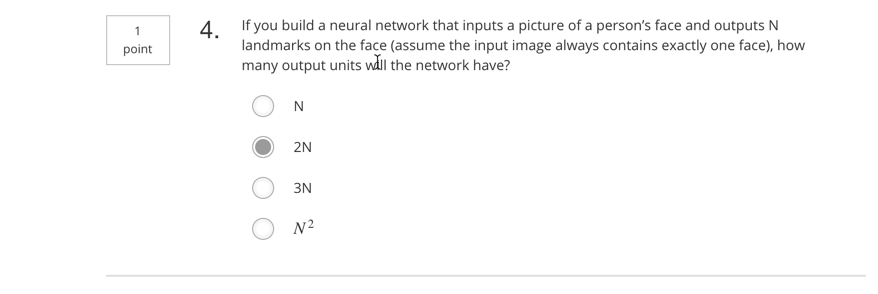 1
point
4.
If you build a neural network that inputs a picture of a person’s face and outputs N
landmarks on the face (assume the input image always contains exactly one face), how
many output units will the network have?
N
2N
3N
N²